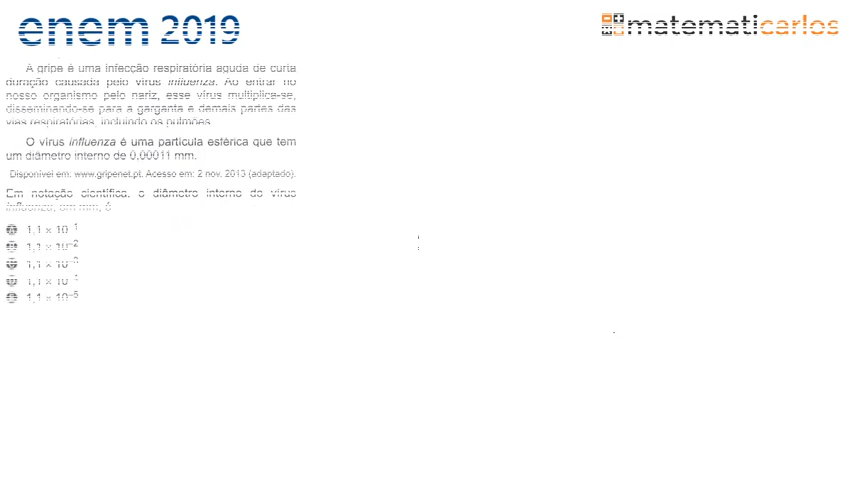 enem 2019
matematicarlos
A gripe é uma infecção respiratória aguda de curta
duração causada pelo vírus influenza. Ao entrar no
nosso organismo pelo nariz, esse vírus multiplica-se,
disseminando-se para a garganta e demais partes das
vias respiratórias, incluindo os pulmões.
O vírus influenza é uma partícula esférica que tem
um diâmetro interno de 0,00011 mm.
Disponível em: www.gripenet.pt. Acesso em: 2 nov. 2013 (adaptado).
Em notação científica, o diâmetro interno do vírus
influenza, em mm, é
1,1 × 10⁻¹
1,1 × 10⁻²
1,1 × 10⁻³
1,1 × 10⁻⁴
1,1 × 10⁻⁵